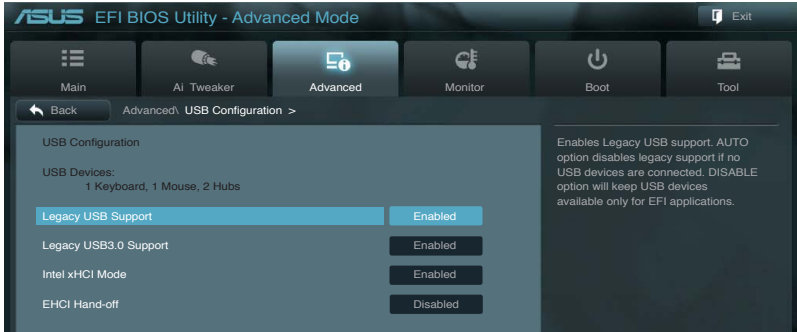 ASUS EFI BIOS Utility - Advanced Mode
Exit
Main Ai Tweaker Advanced Monitor Boot Tool
Back Advanced\ USB Configuration >
USB Configuration
USB Devices:
1 Keyboard, 1 Mouse, 2 Hubs
Legacy USB Support Enabled
Legacy USB3.0 Support Enabled
Intel xHCI Mode Enabled
EHCI Hand-off Disabled
Enables Legacy USB support. AUTO
option disables legacy support if no
USB devices are connected. DISABLE
option will keep USB devices
available only for EFI applications.